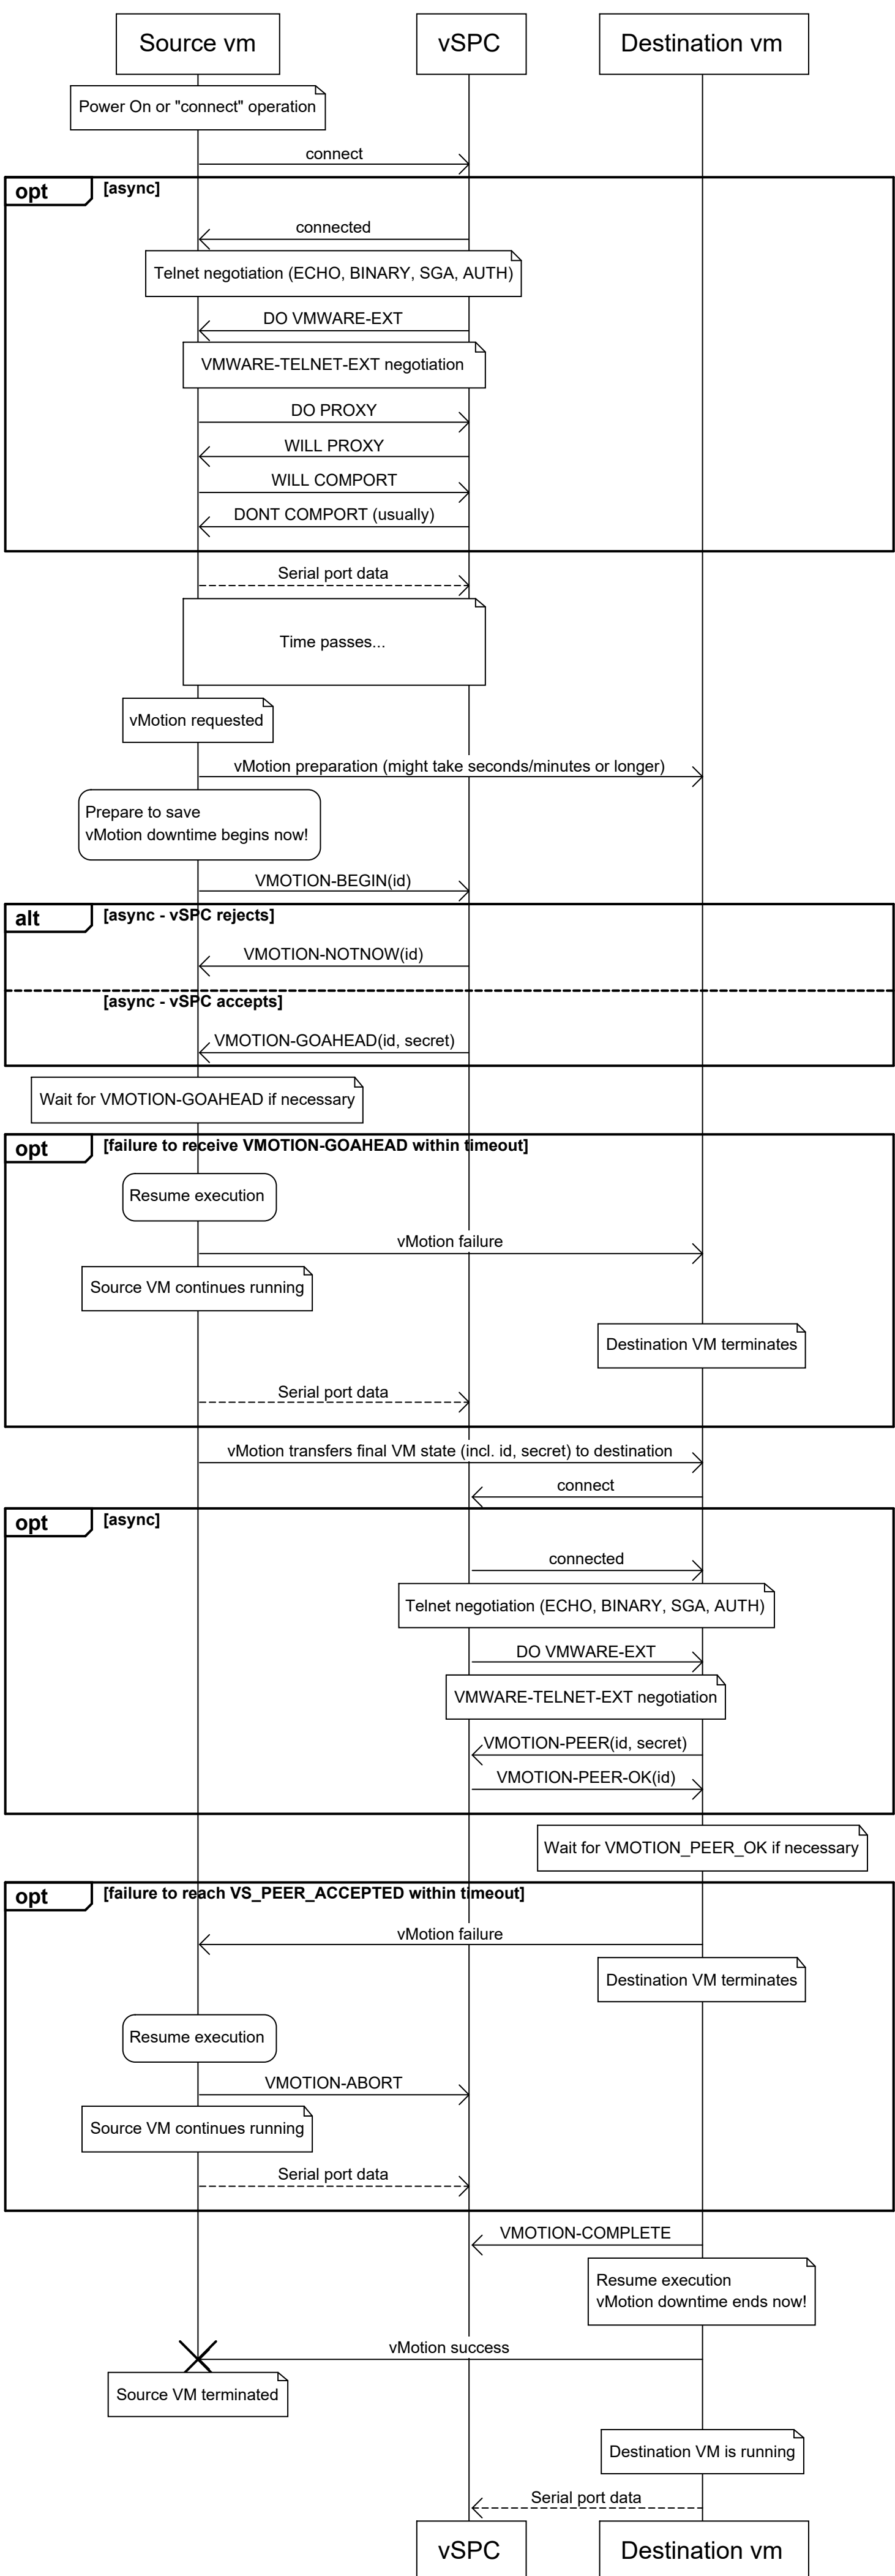 Source vm
vSPC
Destination vm
Power On or "connect" operation
connect
opt
[async]
connected
Telnet negotiation (ECHO, BINARY, SGA, AUTH)
DO VMWARE-EXT
VMWARE-TELNET-EXT negotiation
DO PROXY
WILL PROXY
WILL COMPORT
DONT COMPORT (usually)
Serial port data
Time passes...
vMotion requested
vMotion preparation (might take seconds/minutes or longer)
Prepare to save
vMotion downtime begins now!
VMOTION-BEGIN(id)
alt
[async - vSPC rejects]
VMOTION-NOTNOW(id)
[async - vSPC accepts]
VMOTION-GOAHEAD(id, secret)
Wait for VMOTION-GOAHEAD if necessary
opt
[failure to receive VMOTION-GOAHEAD within timeout]
Resume execution
vMotion failure
Source VM continues running
Destination VM terminates
Serial port data
vMotion transfers final VM state (incl. id, secret) to destination
connect
opt
[async]
connected
Telnet negotiation (ECHO, BINARY, SGA, AUTH)
DO VMWARE-EXT
VMWARE-TELNET-EXT negotiation
VMOTION-PEER(id, secret)
VMOTION-PEER-OK(id)
Wait for VMOTION_PEER_OK if necessary
opt
[failure to reach VS_PEER_ACCEPTED within timeout]
vMotion failure
Destination VM terminates
Resume execution
VMOTION-ABORT
Source VM continues running
Serial port data
VMOTION-COMPLETE
Resume execution
vMotion downtime ends now!
vMotion success
Source VM terminated
Destination VM is running
Serial port data
vSPC
Destination vm